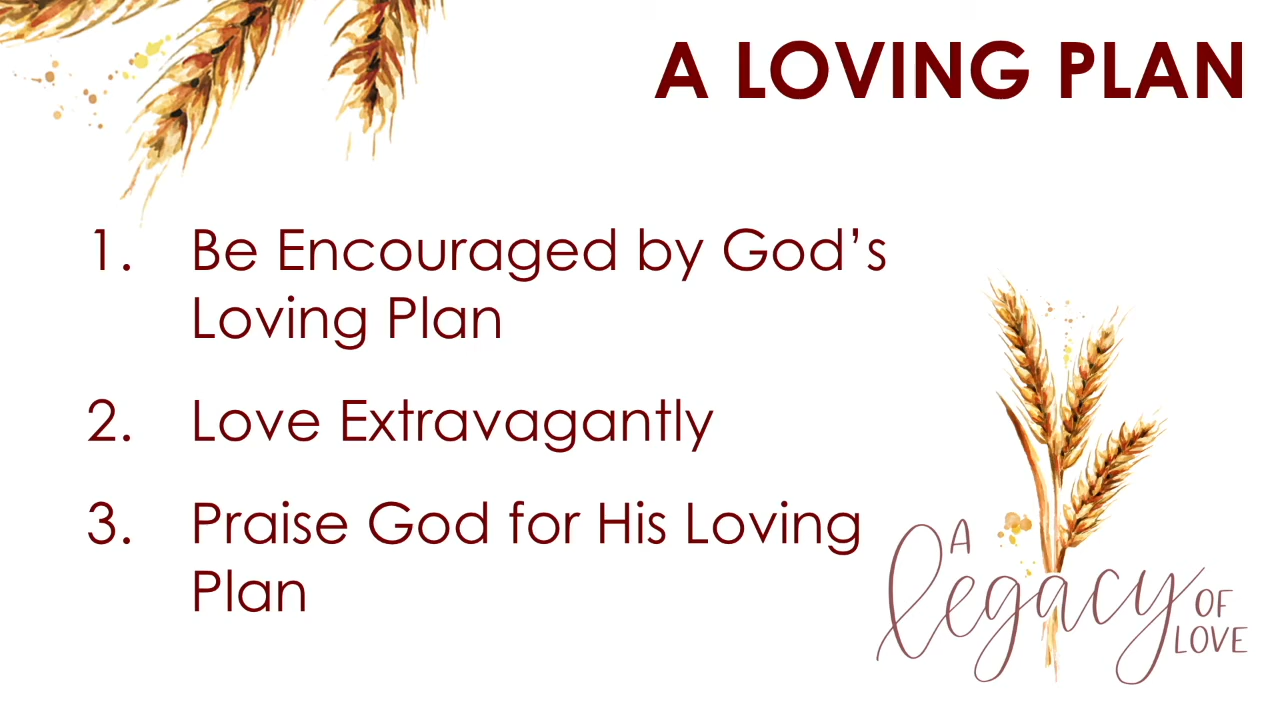 A LOVING PLAN
1. Be Encouraged by God’s
Loving Plan
2. Love Extravagantly
3. Praise God for His Loving
Plan
A
legacy
OF
LOVE